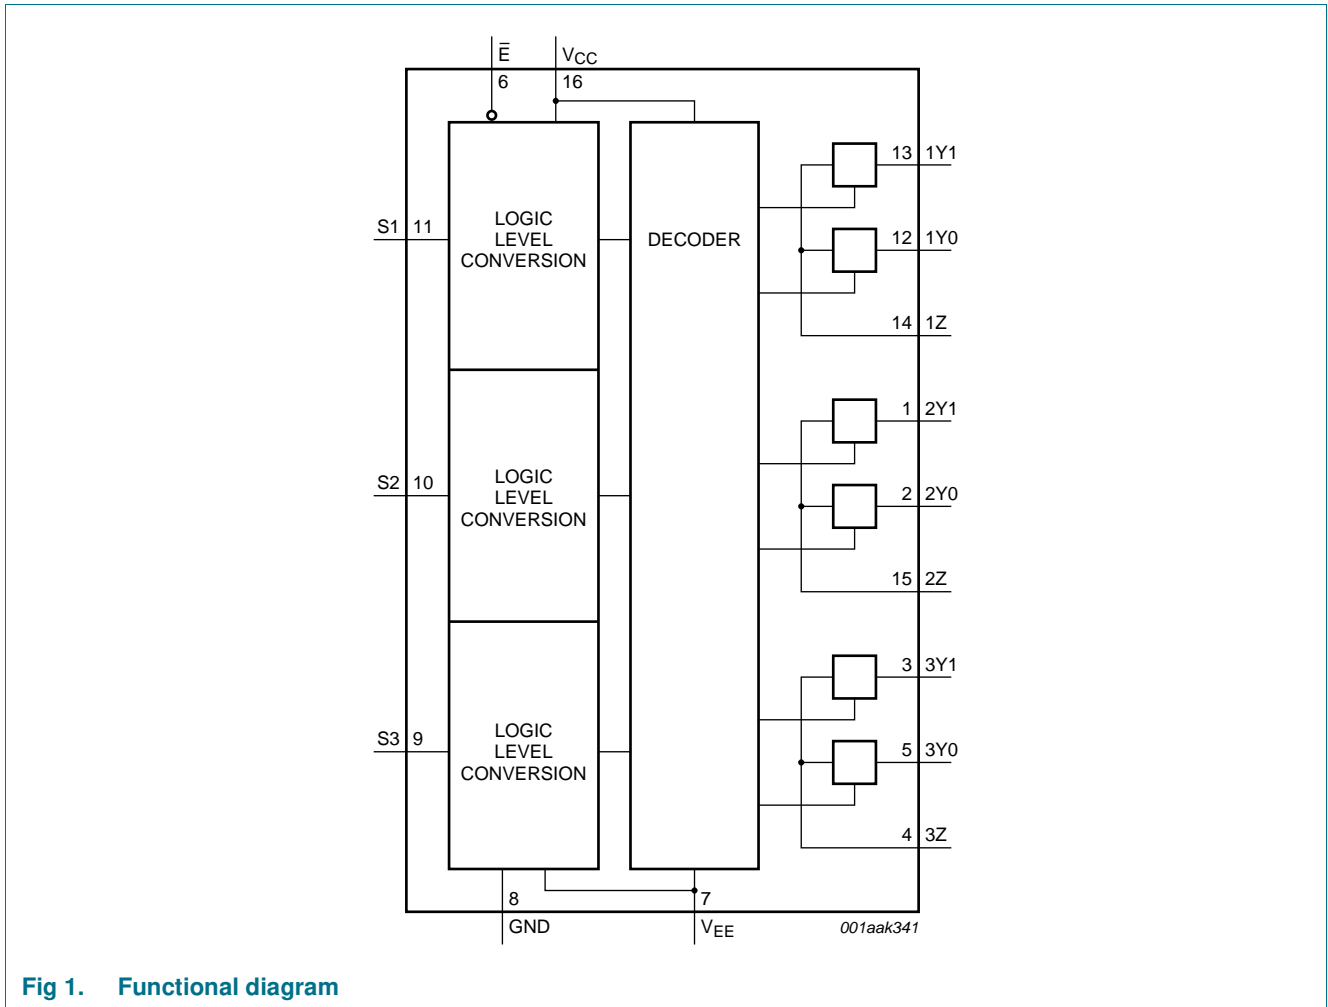 E̅ VCC
6 16
13 1Y1
LOGIC
LEVEL
CONVERSION
S1 11
DECODER
12 1Y0
14 1Z
1 2Y1
LOGIC
LEVEL
CONVERSION
S2 10
2 2Y0
15 2Z
3 3Y1
LOGIC
LEVEL
CONVERSION
S3 9
5 3Y0
4 3Z
8 7
GND VEE
001aak341
Fig 1. Functional diagram